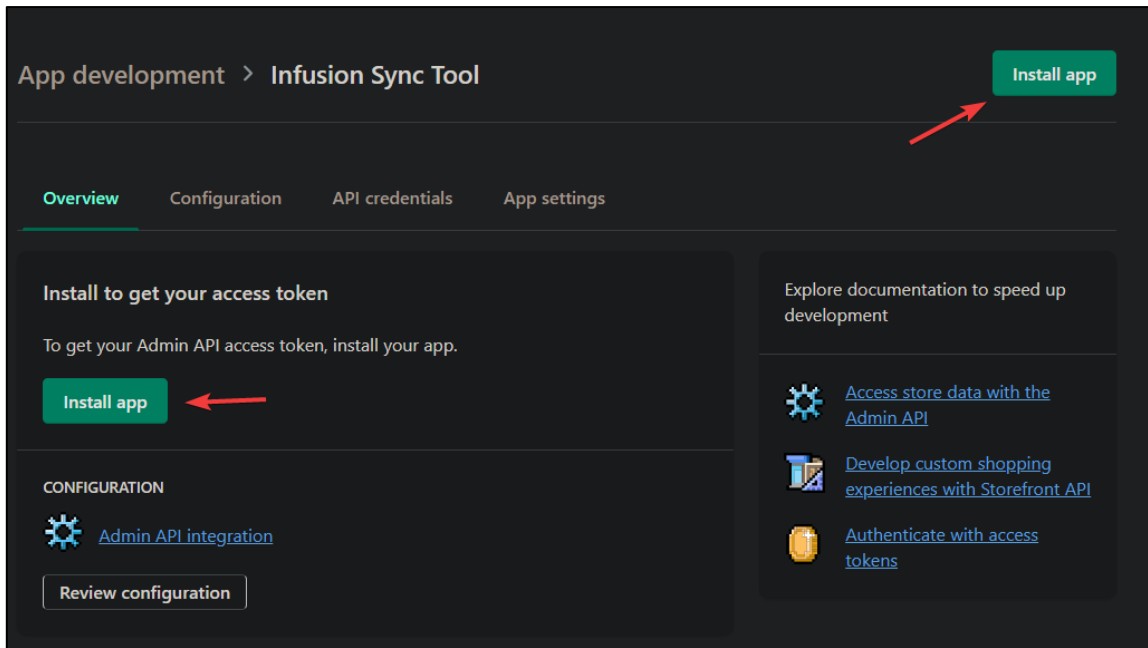 App development > Infusion Sync Tool
Install app
Overview
Configuration
API credentials
App settings
Install to get your access token
To get your Admin API access token, install your app.
Install app
CONFIGURATION
Admin API integration
Review configuration
Explore documentation to speed up
development
Access store data with the
Admin API
Develop custom shopping
experiences with Storefront API
Authenticate with access
tokens